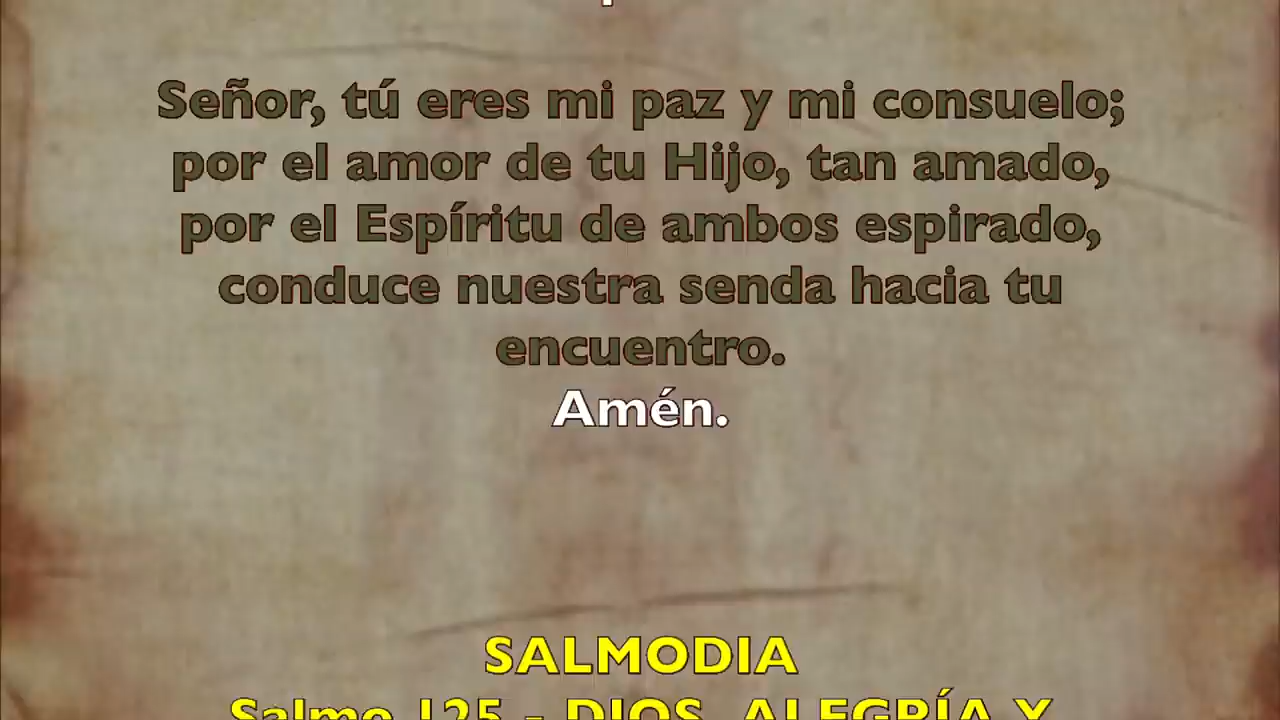 Señor, tú eres mi paz y mi consuelo;
por el amor de tu Hijo, tan amado,
por el Espíritu de ambos espirado,
conduce nuestra senda hacia tu
encuentro.
Amén.
SALMODIA
Salmo 125 - DIOS, ALEGRÍA Y